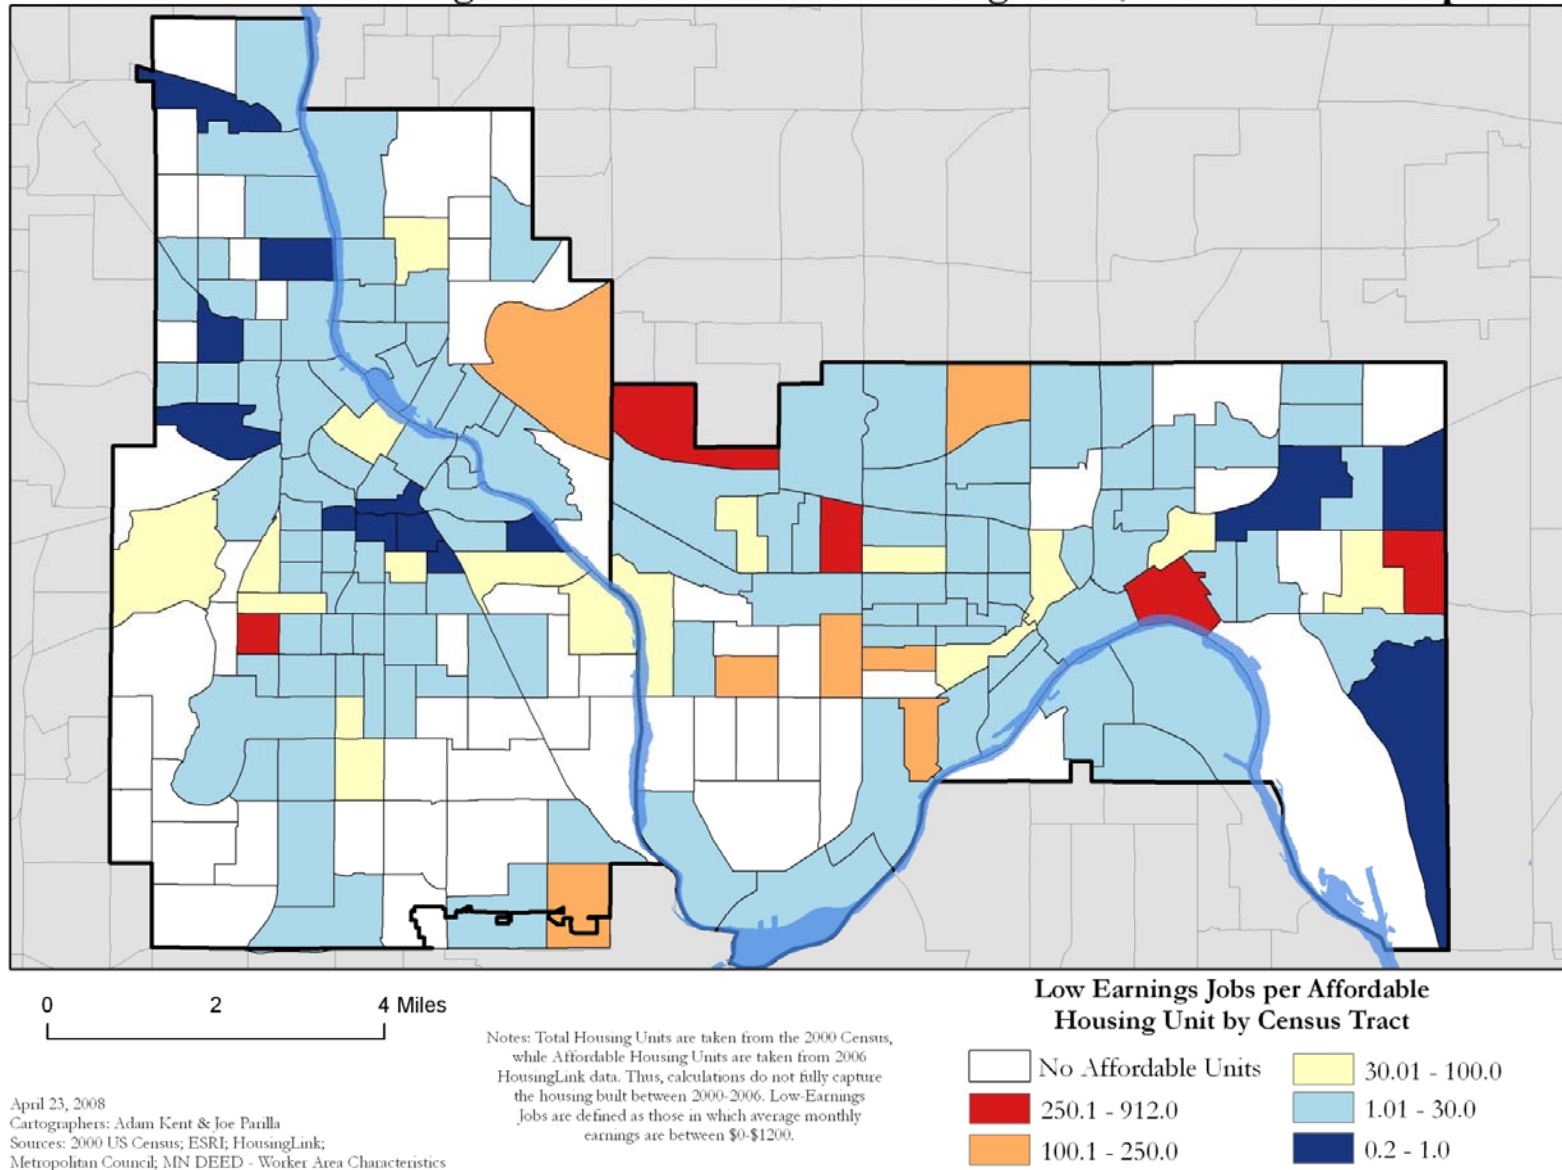 0 2 4 Miles
April 23, 2008
Cartographers: Adam Kent & Joe Parilla
Sources: 2000 US Census; ESRI; HousingLink;
Metropolitan Council; MN DEED - Worker Area Characteristics
Notes: Total Housing Units are taken from the 2000 Census,
while Affordable Housing Units are taken from 2006
HousingLink data. Thus, calculations do not fully capture
the housing built between 2000-2006. Low-Earnings
Jobs are defined as those in which average monthly
earnings are between $0-$1200.
Low Earnings Jobs per Affordable
Housing Unit by Census Tract
No Affordable Units
250.1 - 912.0
100.1 - 250.0
30.01 - 100.0
1.01 - 30.0
0.2 - 1.0